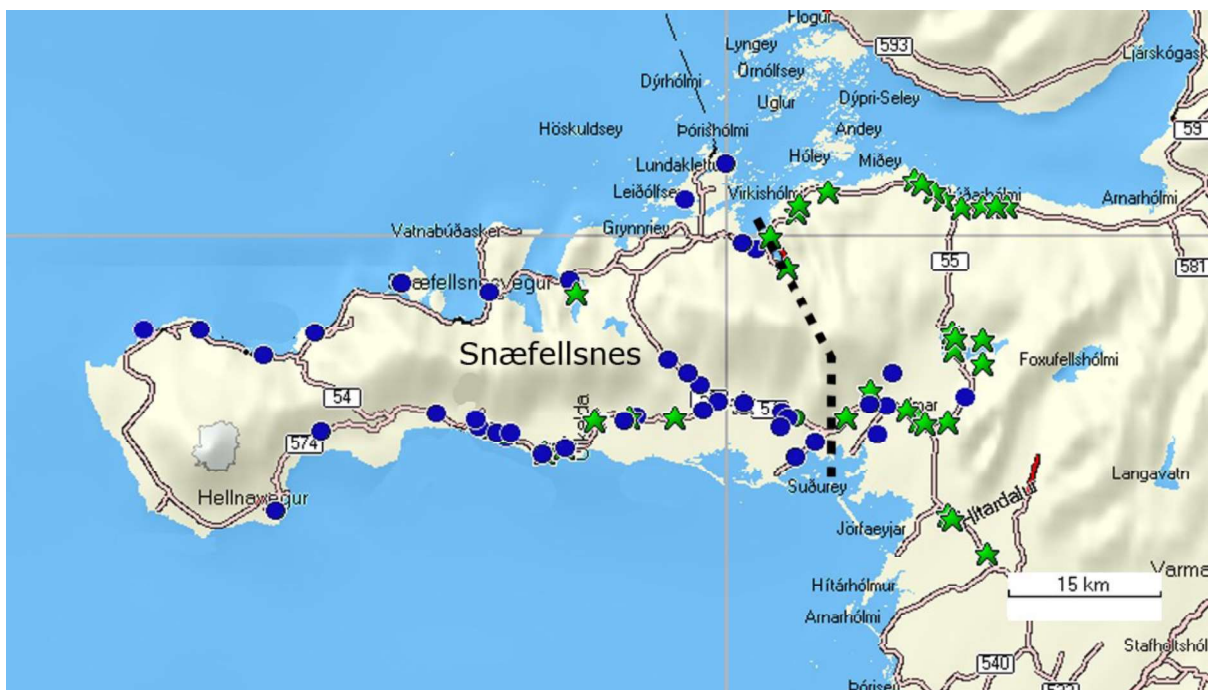 Flogur
Lyngey
593
Ljárskógask
Dýrhólmi
Örnólfsey
Uglur
Dýpri-Seley
Höskuldsey
Þórishólmi
Andey
59
Lundaklettur
Hóley
Miðey
Leiðólfsey
Virkishólmi
Arnarhólmi
Vatnabúðasker
Grynnriey
55
581
Snæfellsnesvegur
Snæfellsnes
Foxufellshólmi
54
574
Hellnavegur
Suðurey
Langavatn
Hítardalur
Jörfaeyjar
Varma
15 km
Hítárhólmur
Arnarhólmi
Stafholtshól
540
Þórisey